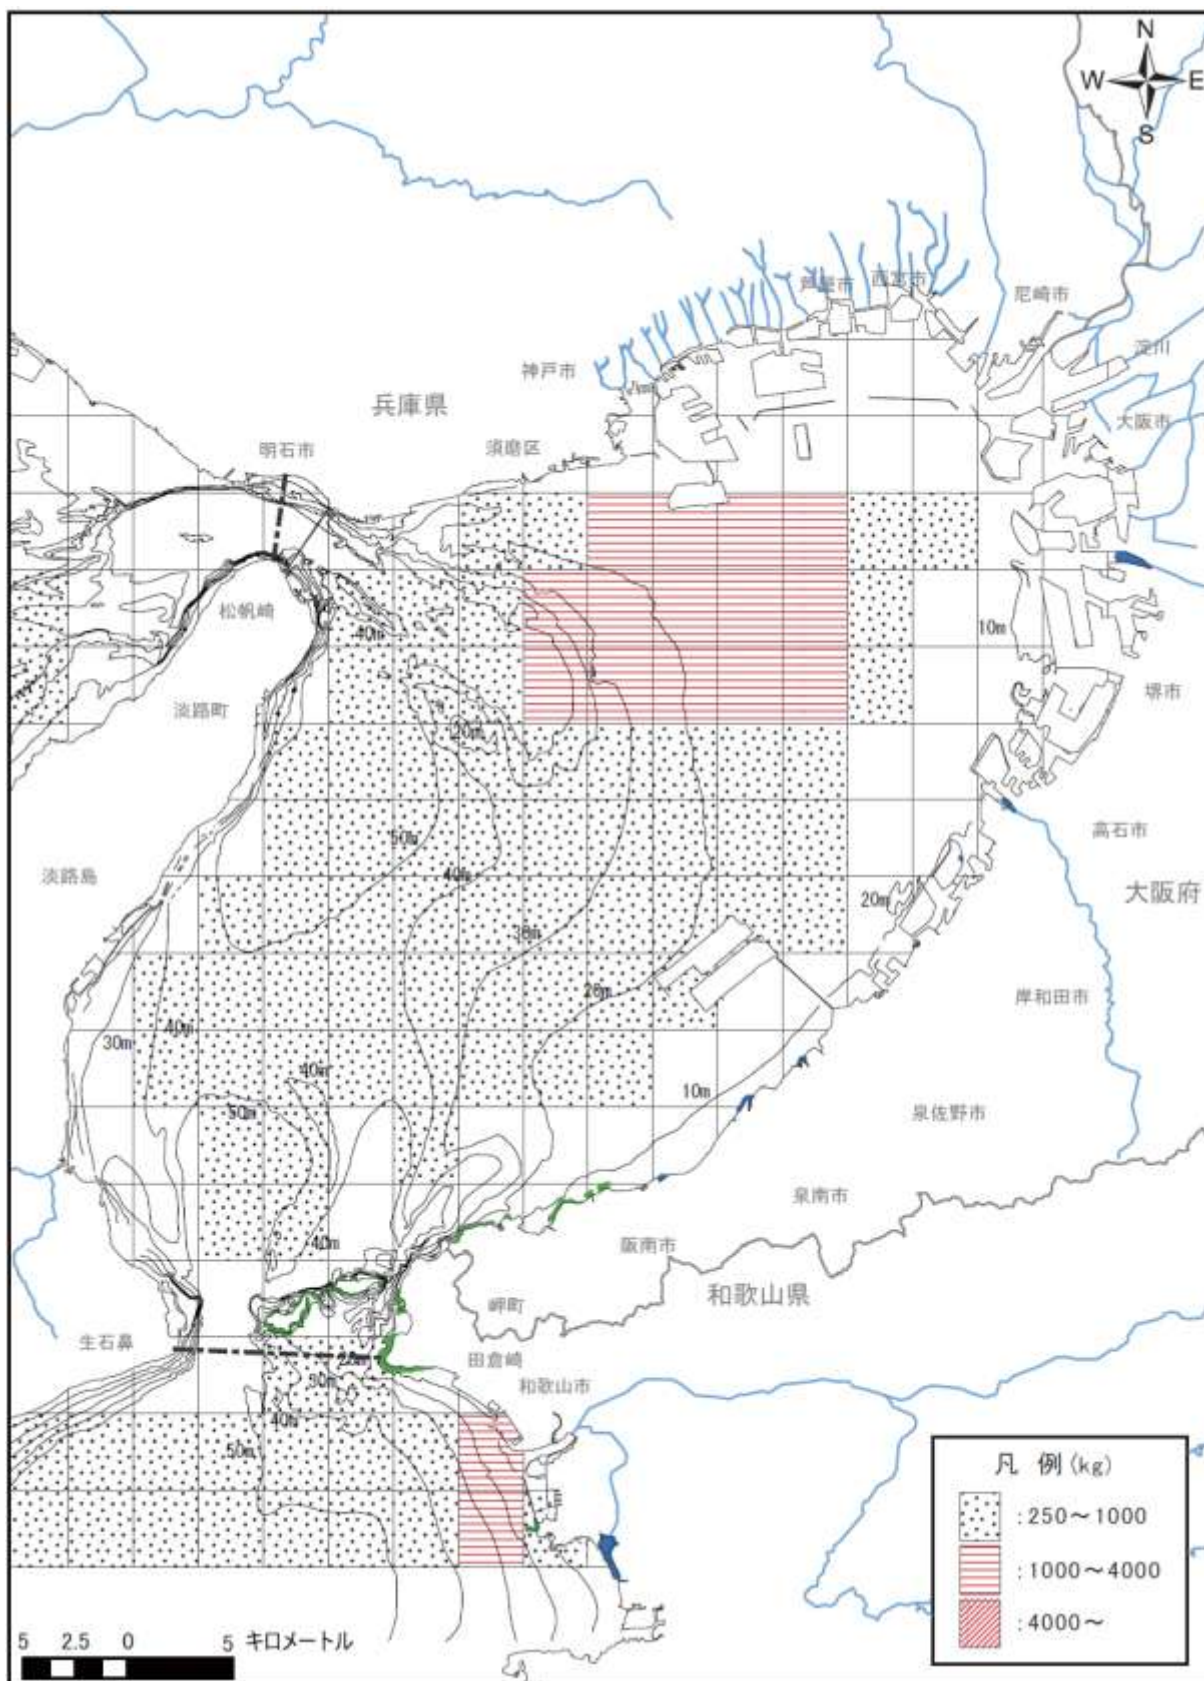 N
W E
S
芦屋市
西宮市
尼崎市
淀川
神戸市
兵庫県
大阪市
明石市
須磨区
松帆崎
40m
10m
堺市
淡路町
20m
50m
高石市
淡路島
40m
20m
大阪府
30m
20m
岸和田市
30m
40m
40m
10m
50m
泉佐野市
泉南市
40m
阪南市
和歌山県
岬町
生石鼻
20m
田倉崎
30m
和歌山市
40m
50m
凡 例(kg)
:250～1000
:1000～4000
:4000～
5 2.5 0 5 キロメートル